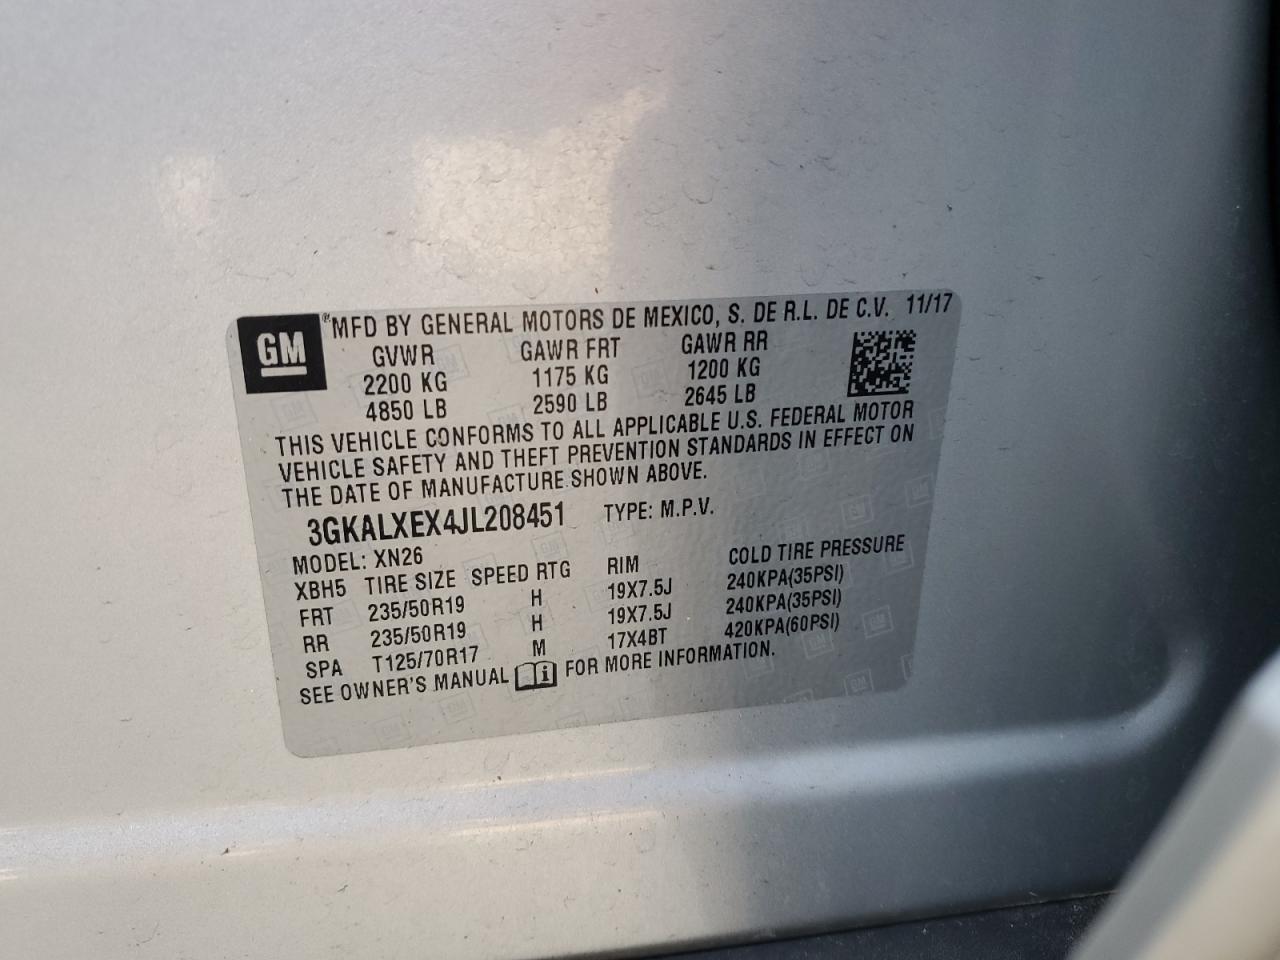 GM ® MFD BY GENERAL MOTORS DE MEXICO, S. DE R.L. DE C.V. 11/17
GVWR GAWR FRT GAWR RR
2200 KG 1175 KG 1200 KG
4850 LB 2590 LB 2645 LB
THIS VEHICLE CONFORMS TO ALL APPLICABLE U.S. FEDERAL MOTOR
VEHICLE SAFETY AND THEFT PREVENTION STANDARDS IN EFFECT ON
THE DATE OF MANUFACTURE SHOWN ABOVE.
3GKALXEX4JL208451 TYPE: M.P.V.
MODEL: XN26
XBH5 TIRE SIZE SPEED RTG RIM COLD TIRE PRESSURE
FRT 235/50R19 H 19X7.5J 240KPA(35PSI)
RR 235/50R19 H 19X7.5J 240KPA(35PSI)
SPA T125/70R17 M 17X4BT 420KPA(60PSI)
SEE OWNER'S MANUAL i FOR MORE INFORMATION.